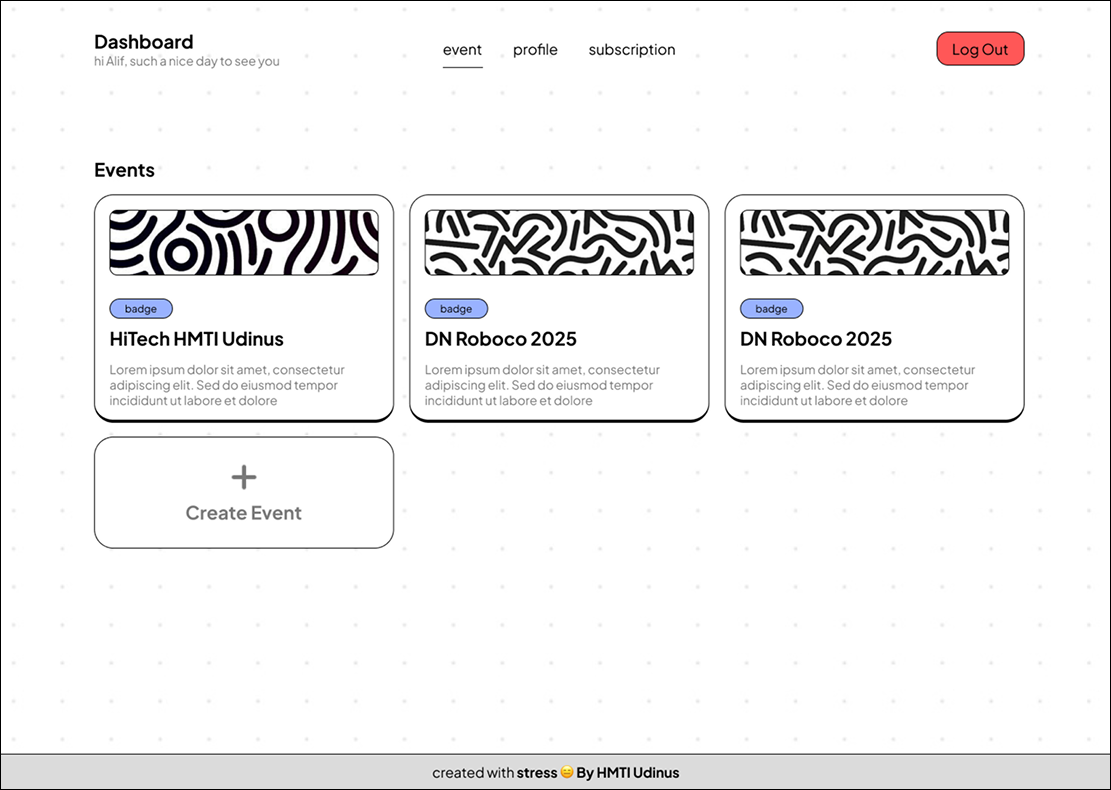 Dashboard
hi Alif, such a nice day to see you
event
profile
subscription
Log Out
Events
badge
HiTech HMTI Udinus
Lorem ipsum dolor sit amet, consectetur
adipiscing elit. Sed do eiusmod tempor
incididunt ut labore et dolore
badge
DN Roboco 2025
Lorem ipsum dolor sit amet, consectetur
adipiscing elit. Sed do eiusmod tempor
incididunt ut labore et dolore
badge
DN Roboco 2025
Lorem ipsum dolor sit amet, consectetur
adipiscing elit. Sed do eiusmod tempor
incididunt ut labore et dolore
Create Event
created with stress 😑 By HMTI Udinus